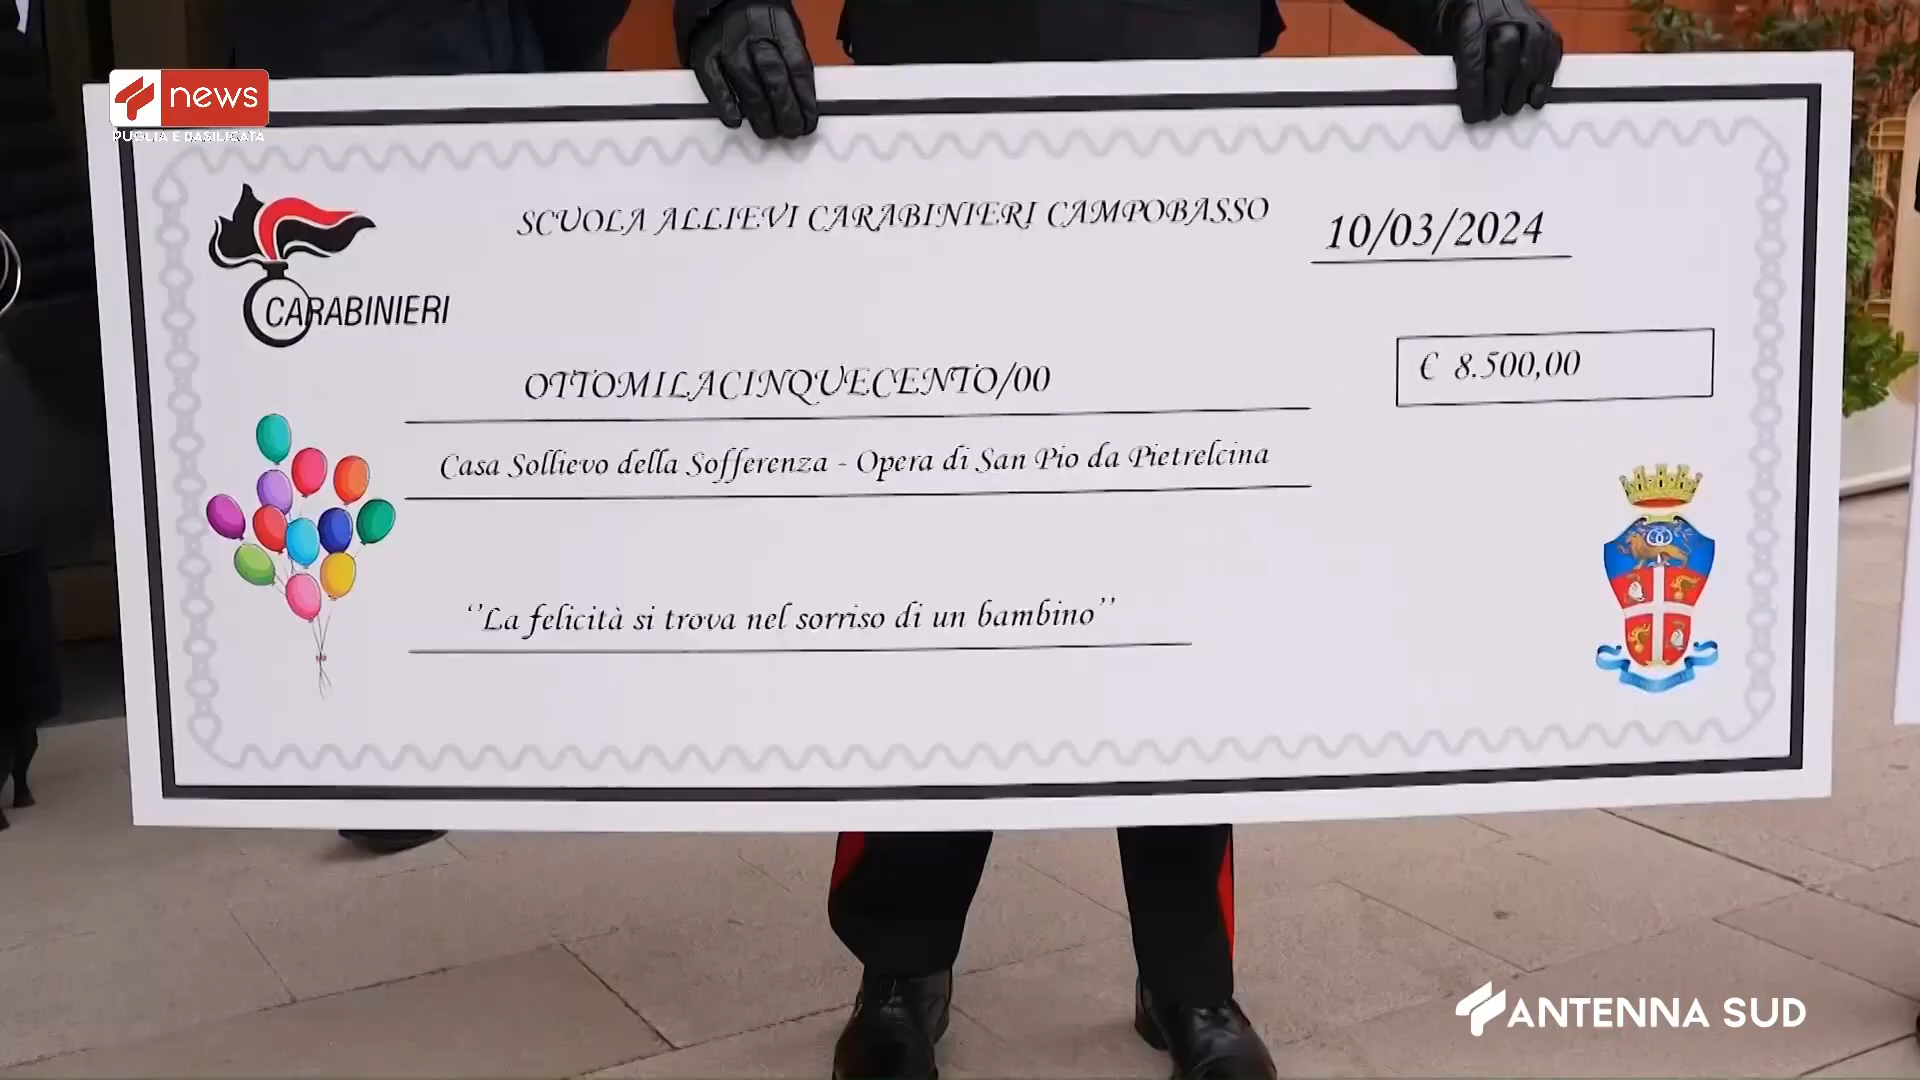 news
PUGLIA E BASILICATA
SCUOLA ALLIEVI CARABINIERI CAMPOBASSO
10/03/2024
CARABINIERI
€ 8.500,00
OTTOMILACINQUECENTO/00
Casa Sollievo della Sofferenza - Opera di San Pio da Pietrelcina
‘’La felicità si trova nel sorriso di un bambino’’
ANTENNA SUD